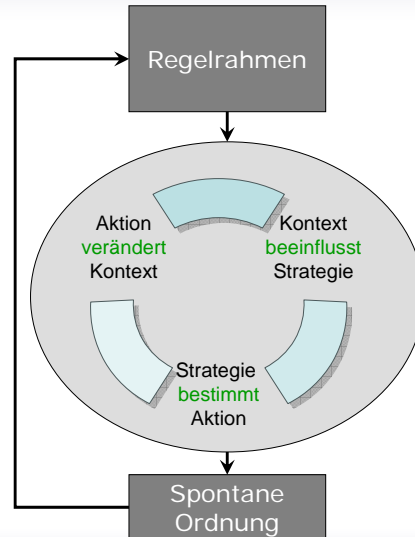 Regelrahmen
Aktion
verändert
Kontext
Kontext
beeinflusst
Strategie
Strategie
bestimmt
Aktion
Spontane
Ordnung